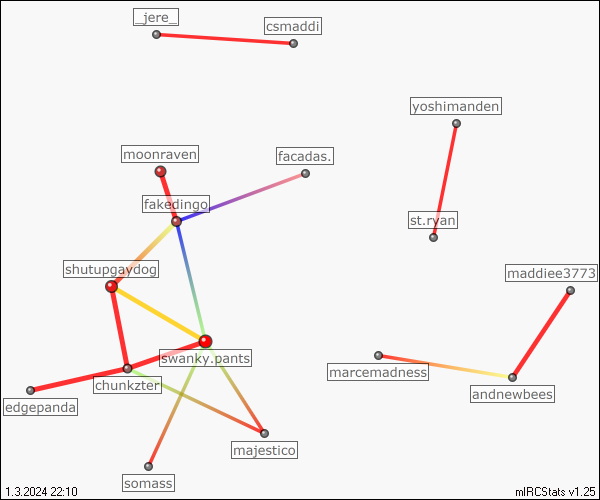 _jere_
csmaddi
yoshimanden
moonraven
facadas.
fakedingo
st.ryan
shutupgaydog
maddiee3773
swanky.pants
marcemadness
chunkzter
andnewbees
edgepanda
majestico
somass
1.3.2024 22:10
mIRCStats v1.25